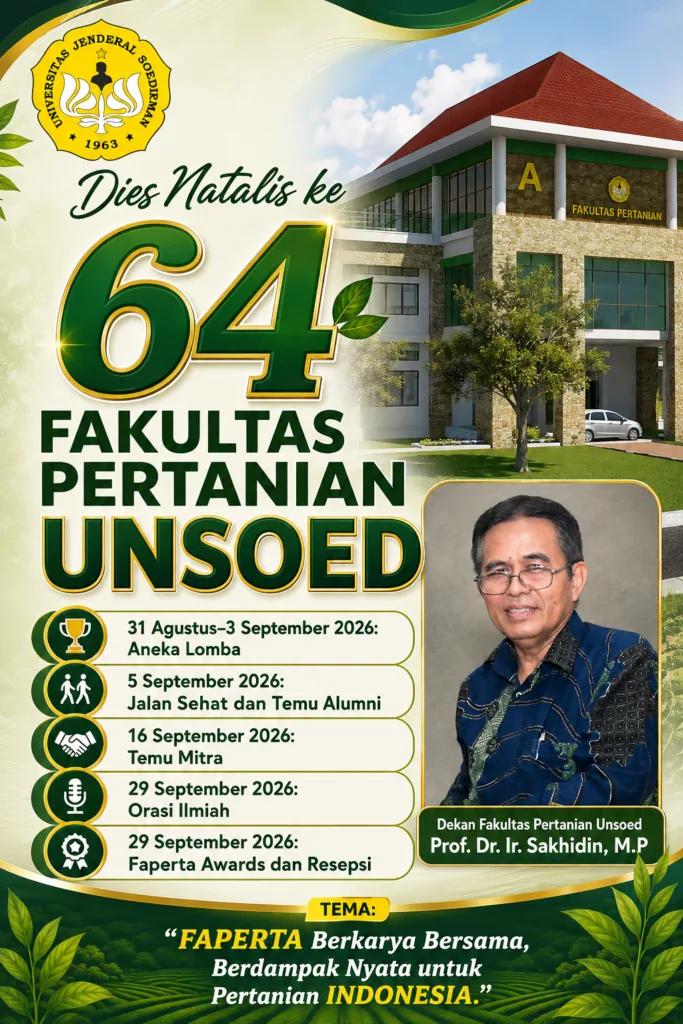 UNIVERSITAS JENDERAL SOEDIRMAN
1963
Dies Natalis ke
64
FAKULTAS
PERTANIAN
UNSOED
A
FAKULTAS PERTANIAN
31 Agustus–3 September 2026:
Aneka Lomba
5 September 2026:
Jalan Sehat dan Temu Alumni
16 September 2026:
Temu Mitra
29 September 2026:
Orasi Ilmiah
29 September 2026:
Faperta Awards dan Resepsi
Dekan Fakultas Pertanian Unsoed
Prof. Dr. Ir. Sakhidin, M.P
TEMA:
“FAPERTA Berkarya Bersama,
Berdampak Nyata untuk
Pertanian INDONESIA.”